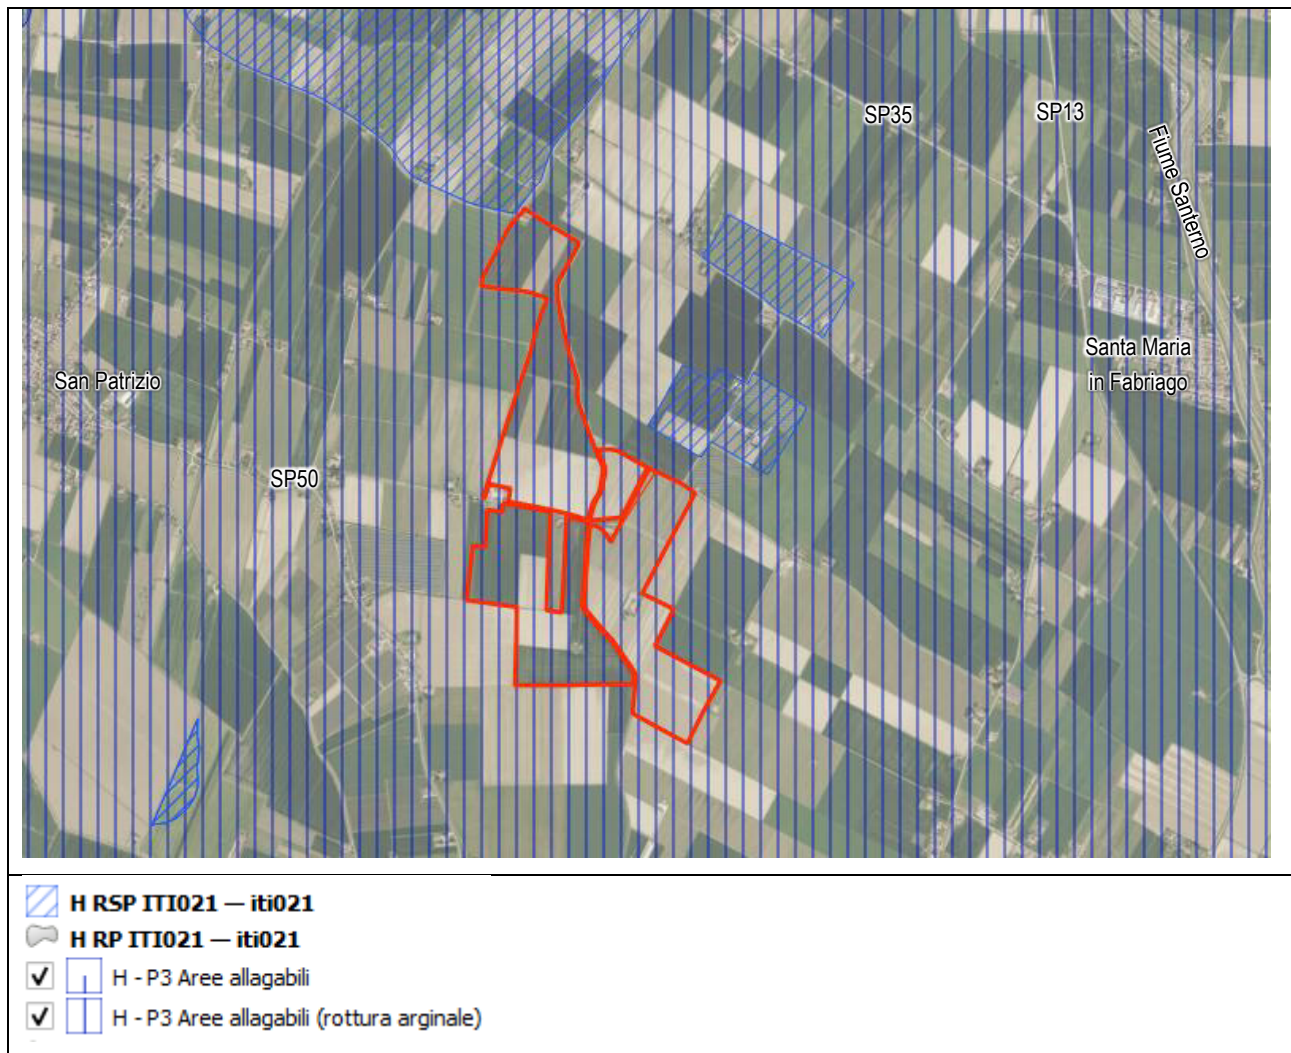 SP35
SP13
Fiume Santerno
Santa Maria
in Fabriago
San Patrizio
SP50
H RSP ITI021 — iti021
H RP ITI021 — iti021
H - P3 Aree allagabili
H - P3 Aree allagabili (rottura arginale)